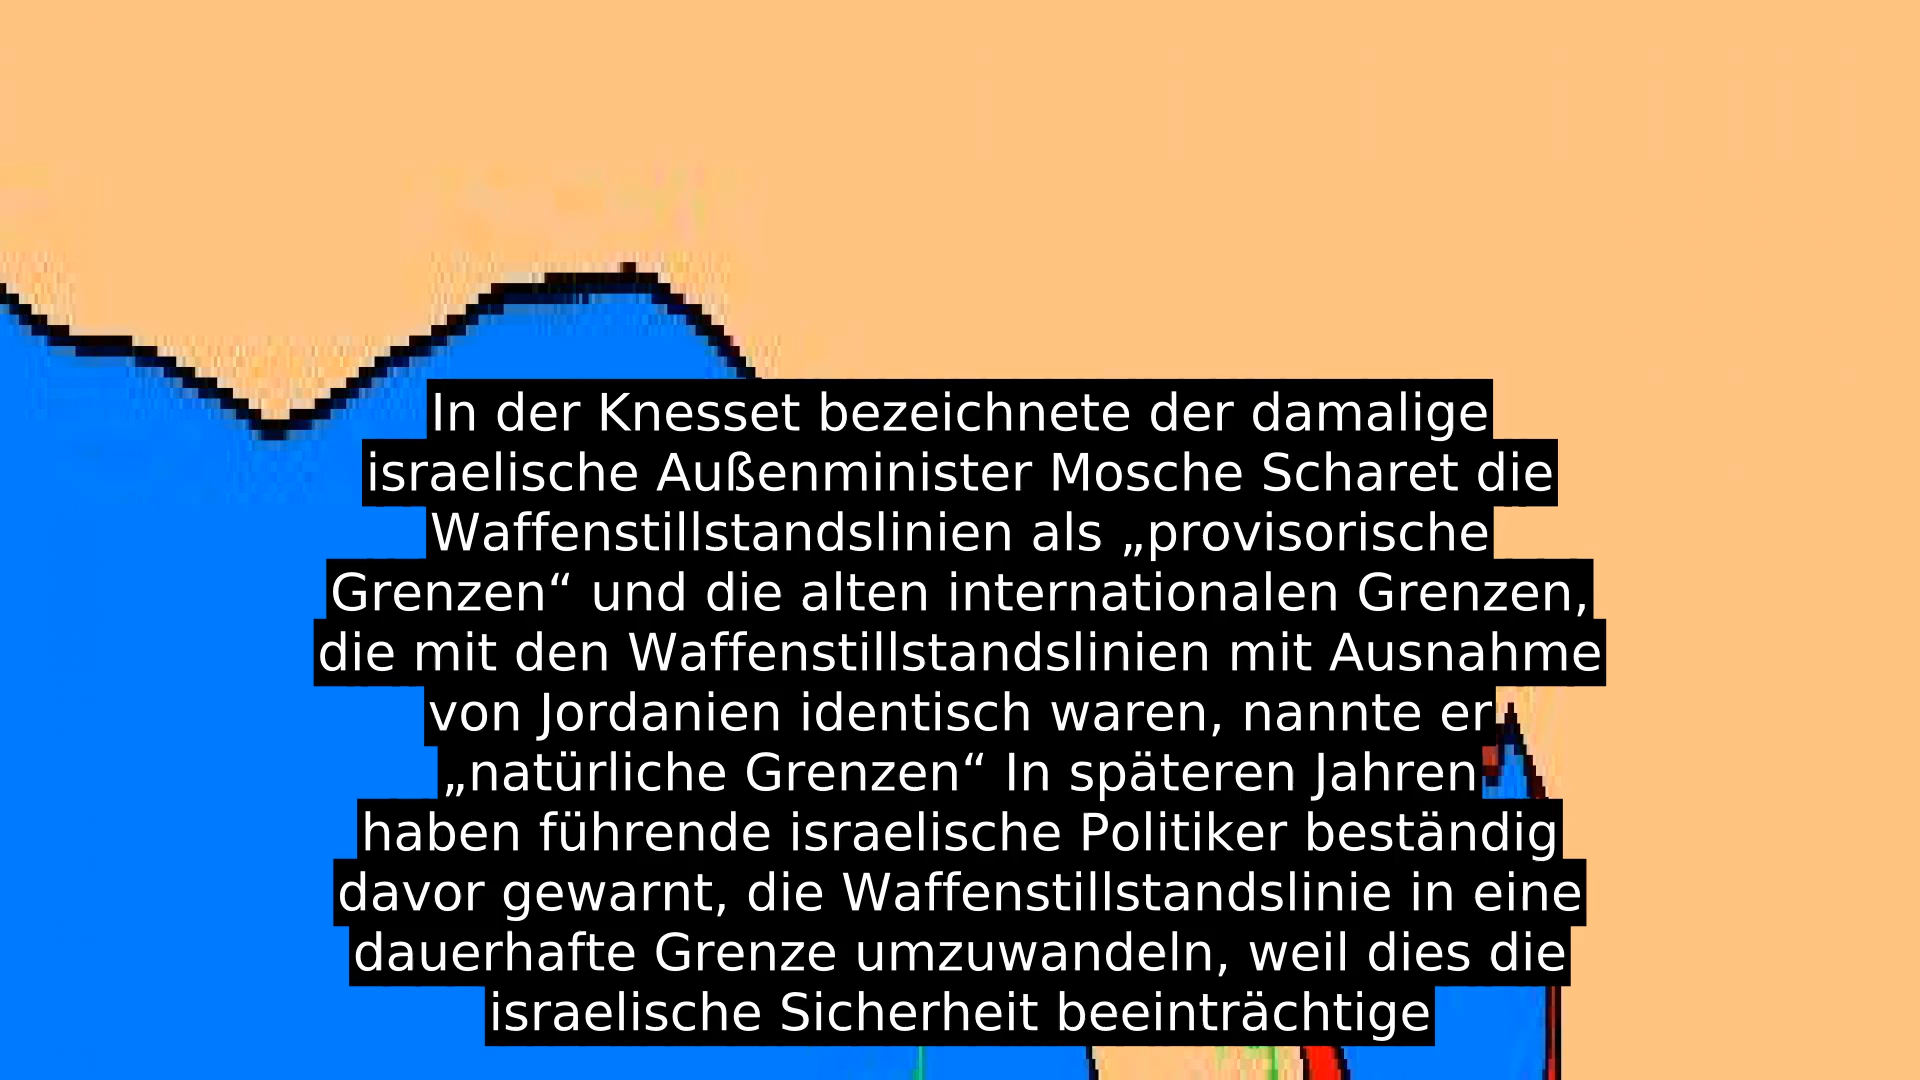 In der Knesset bezeichnete der damalige
israelische Außenminister Mosche Scharet die
Waffenstillstandslinien als „provisorische
Grenzen“ und die alten internationalen Grenzen,
die mit den Waffenstillstandslinien mit Ausnahme
von Jordanien identisch waren, nannte er
„natürliche Grenzen“ In späteren Jahren
haben führende israelische Politiker beständig
davor gewarnt, die Waffenstillstandslinie in eine
dauerhafte Grenze umzuwandeln, weil dies die
israelische Sicherheit beeinträchtige